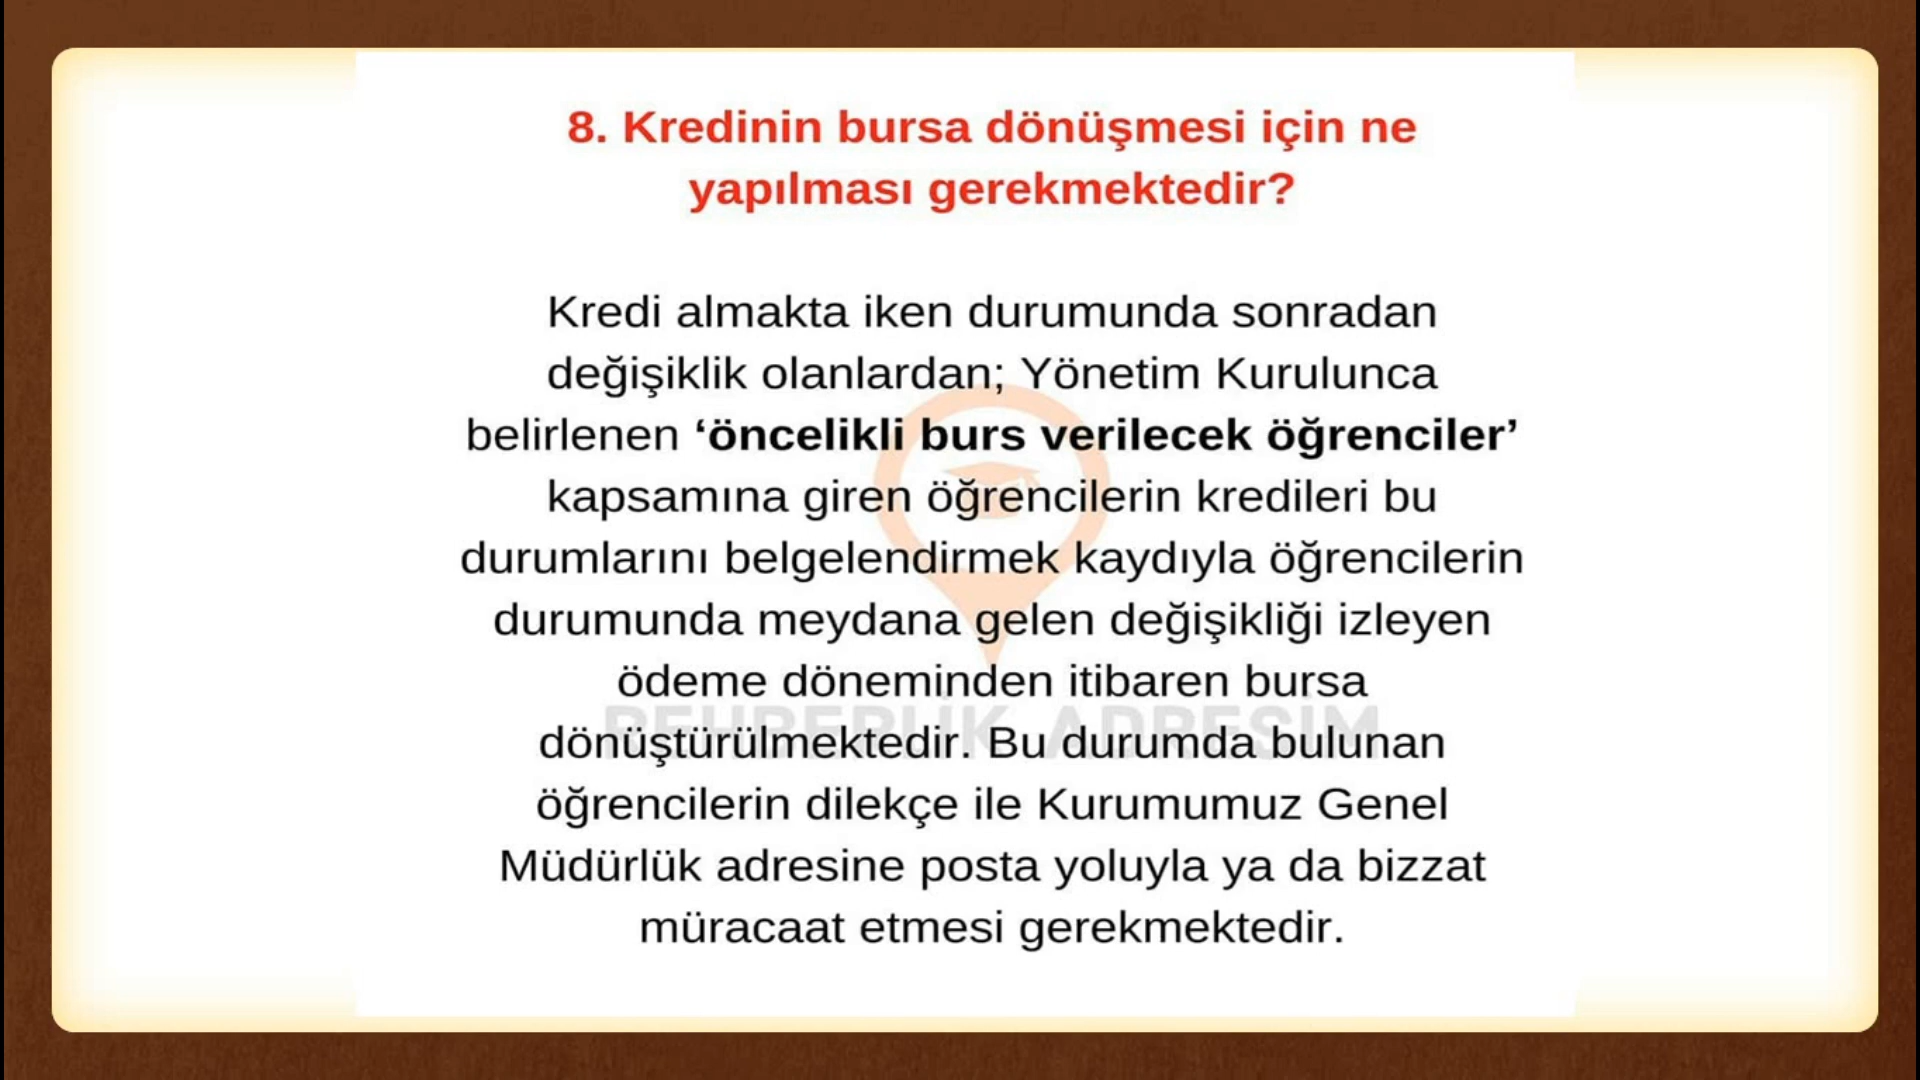 8. Kredinin bursa dönüşmesi için ne
yapılması gerekmektedir?
Kredi almakta iken durumunda sonradan
değişiklik olanlardan; Yönetim Kurulunca
belirlenen ‘öncelikli burs verilecek öğrenciler’
kapsamına giren öğrencilerin kredileri bu
durumlarını belgelendirmek kaydıyla öğrencilerin
durumunda meydana gelen değişikliği izleyen
ödeme döneminden itibaren bursa
REHBERLİK ADRESİM
dönüştürülmektedir. Bu durumda bulunan
öğrencilerin dilekçe ile Kurumumuz Genel
Müdürlük adresine posta yoluyla ya da bizzat
müracaat etmesi gerekmektedir.